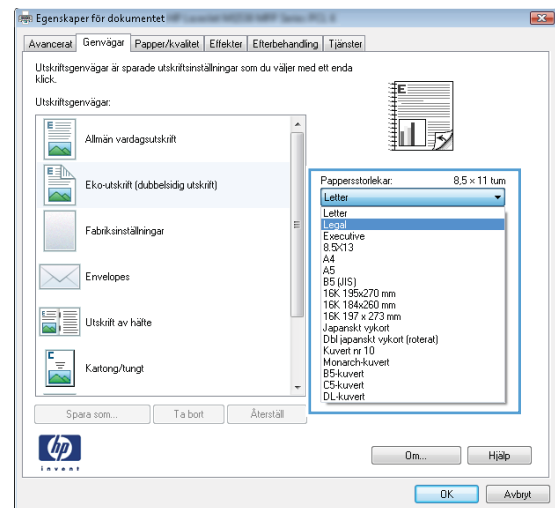 Egenskaper för dokumentet
Avancerat Genvägar Papper/kvalitet Effekter Efterbehandling Tjänster
Utskriftsgenvägar är sparade utskriftsinställningar som du väljer med ett enda
klick.
Utskriftsgenvägar:
Allmän vardagsutskrift
Eko-utskrift (dubbelsidig utskrift)
Fabriksinställningar
Envelopes
Utskrift av häfte
Kartong/tungt
Pappersstorlekar: 8,5 × 11 tum
Letter
Letter
Legal
Executive
8.5X13
A4
A5
B5 (JIS)
16K 195x270 mm
16K 184x260 mm
16K 197 x 273 mm
Japanskt vykort
Dbl japanskt vykort (roterat)
Kuvert nr 10
Monarch-kuvert
B5-kuvert
C5-kuvert
DL-kuvert
Spara som... Ta bort Återställ
hp
invent
Om... Hjälp
OK Avbryt